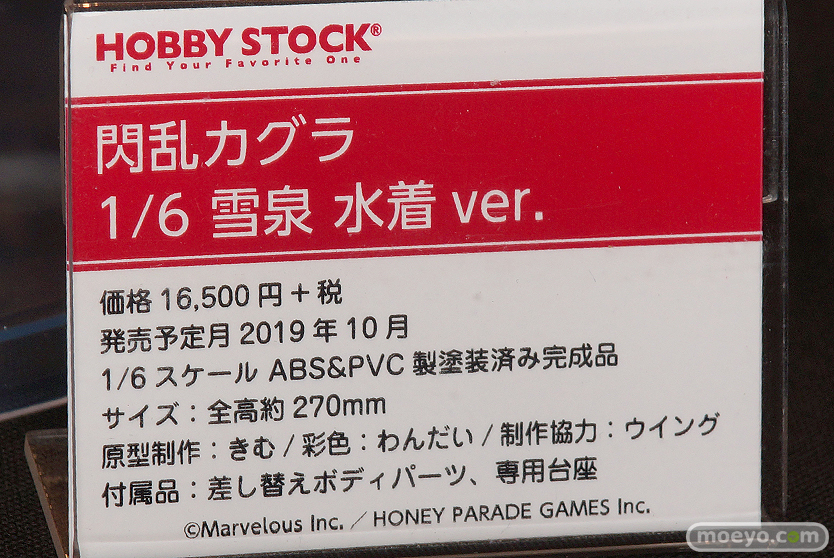 HOBBY STOCK®
Find Your Favorite One
閃乱カグラ
1/6 雪泉 水着 ver.
価格 16,500 円＋税
発売予定月 2019 年 10 月
1/6 スケール ABS&PVC 製塗装済み完成品
サイズ：全高約 270mm
原型制作：きむ / 彩色：わんだい / 制作協力：ウイング
付属品：差し替えボディパーツ、専用台座
©Marvelous Inc. ／ HONEY PARADE GAMES Inc.
moeyo.com